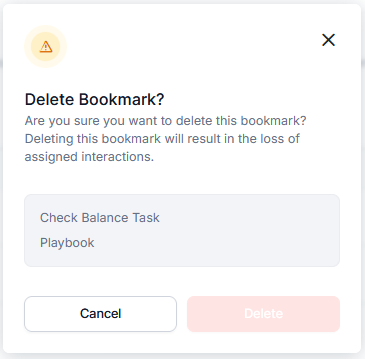 Delete Bookmark?
Are you sure you want to delete this bookmark?
Deleting this bookmark will result in the loss of
assigned interactions.
Check Balance Task
Playbook
Cancel
Delete